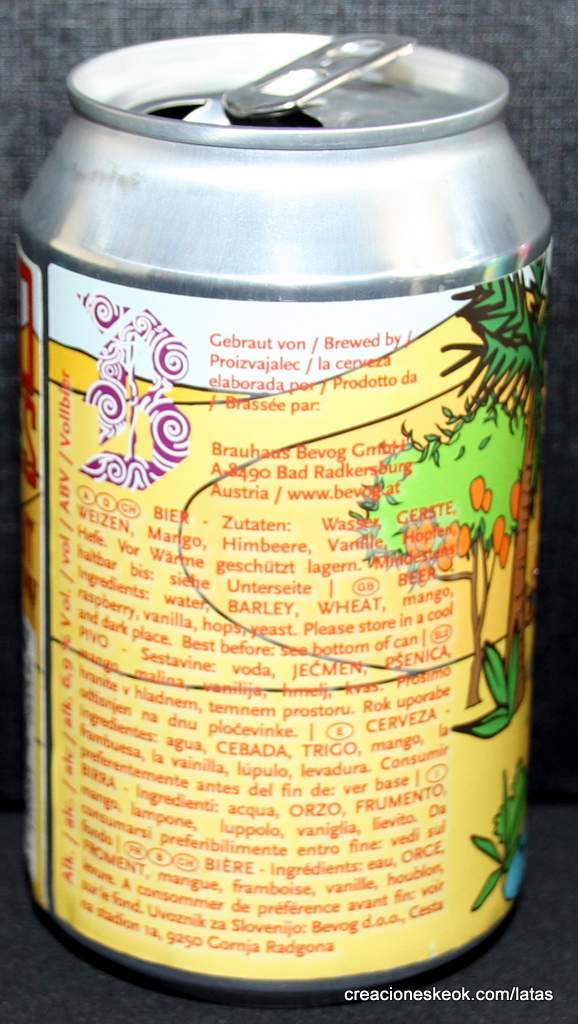 Gebraut von / Brewed by /
Proizvajalec / la cerveza
elaborada por / Prodotto da
/ Brassée par:
Brauhaus Bevog GmbH
A-8490 Bad Radkersburg
Austria / www.bevog.at
A D CH BIER - Zutaten: Wasser, GERSTE,
WEIZEN, Mango, Himbeere, Vanille, Hopfen,
Hefe. Vor Wärme geschützt lagern. Mindestens
haltbar bis: siehe Unterseite | GB BEER -
Ingredients: water, BARLEY, WHEAT, mango,
raspberry, vanilla, hops, yeast. Please store in a cool
and dark place. Best before: see bottom of can | SLO
PIVO - Sestavine: voda, JEČMEN, PŠENICA,
mango, malina, vanilija, hmelj, kvas. Prosimo
hranite v hladnem, temnem prostoru. Rok uporabe
odtisnjen na dnu pločevinke. | E CERVEZA -
Ingredientes: agua, CEBADA, TRIGO, mango, la
frambuesa, la vainilla, lúpulo, levadura. Consumir
preferentemente antes del fin de: ver base | I
BIRRA - Ingredienti: acqua, ORZO, FRUMENTO,
mango, lampone, luppolo, vaniglia, lievito. Da
consumarsi preferibilmente entro fine: vedi sul
fondo | FR B CH BIÈRE - Ingrédients: eau, ORGE,
FROMENT, mangue, framboise, vanille, houblon,
levure. A consommer de préférence avant fin: voir
sur le fond. Uvoznik za Slovenijo: Bevog d.o.o., Cesta
na stadion 1a, 9250 Gornja Radgona
Alk. / alc. / alc / alk. 6,9 % Vol. / vol / ABV / Vollbier
creacioneskeok.com/latas